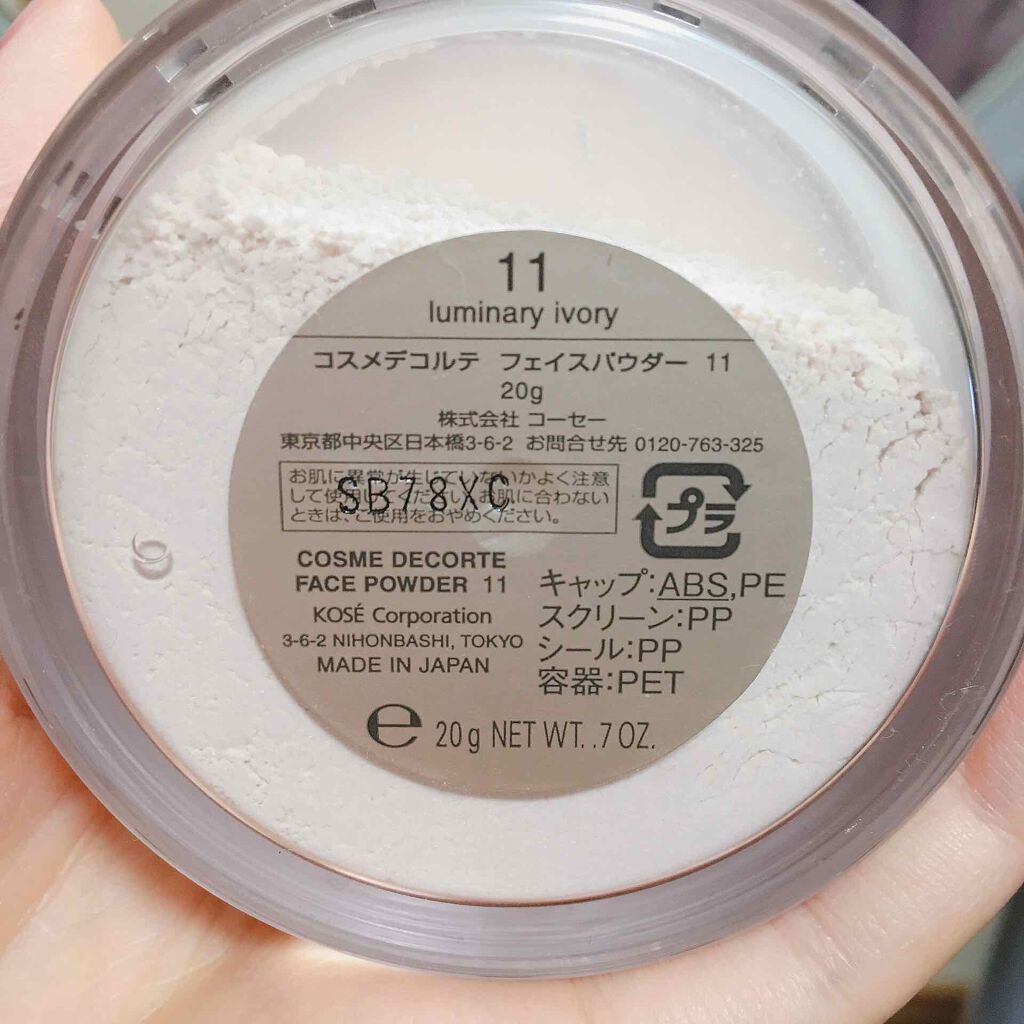 11
luminary ivory
コスメデコルテ フェイスパウダー 11
20g
株式会社 コーセー
東京都中央区日本橋3-6-2 お問合せ先 0120-763-325
お肌に異常が生じていないかよく注意
して使用してください。お肌に合わない
ときは、ご使用をおやめください。
SB78XC
プラ
COSME DECORTE
FACE POWDER 11
KOSÉ Corporation
3-6-2 NIHONBASHI, TOKYO
MADE IN JAPAN
キャップ:ABS,PE
スクリーン:PP
シール:PP
容器:PET
e 20g NET WT. .7 OZ.